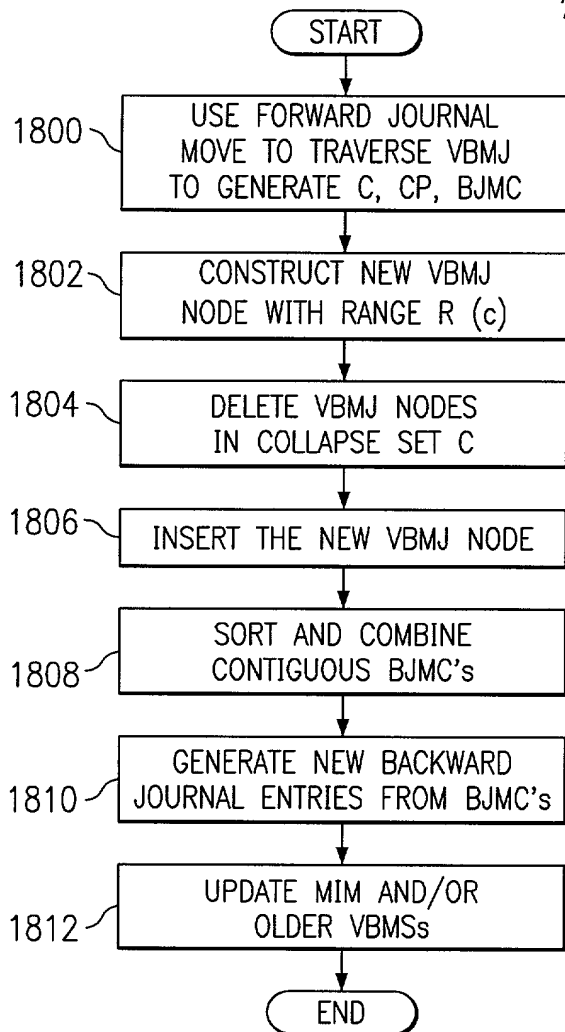 START
1800
USE FORWARD JOURNAL
MOVE TO TRAVERSE VBMJ
TO GENERATE C, CP, BJMC
1802
CONSTRUCT NEW VBMJ
NODE WITH RANGE R (c)
1804
DELETE VBMJ NODES
IN COLLAPSE SET C
1806
INSERT THE NEW VBMJ NODE
1808
SORT AND COMBINE
CONTIGUOUS BJMC's
1810
GENERATE NEW BACKWARD
JOURNAL ENTRIES FROM BJMC's
1812
UPDATE MIM AND/OR
OLDER VBMSs
END